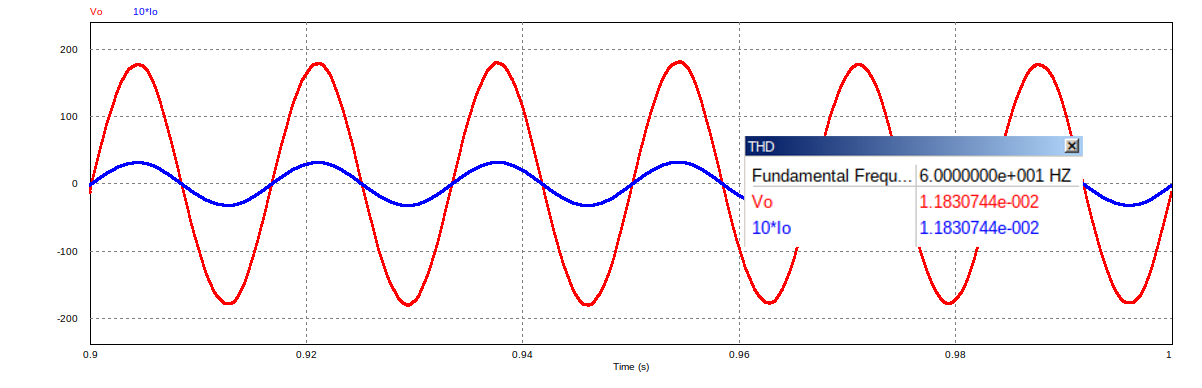 Vo 10*Io
200
100
0
-100
-200
0.9 0.92 0.94 0.96 0.98 1
Time (s)
THD
Fundamental Frequ... 6.0000000e+001 HZ
Vo 1.1830744e-002
10*Io 1.1830744e-002